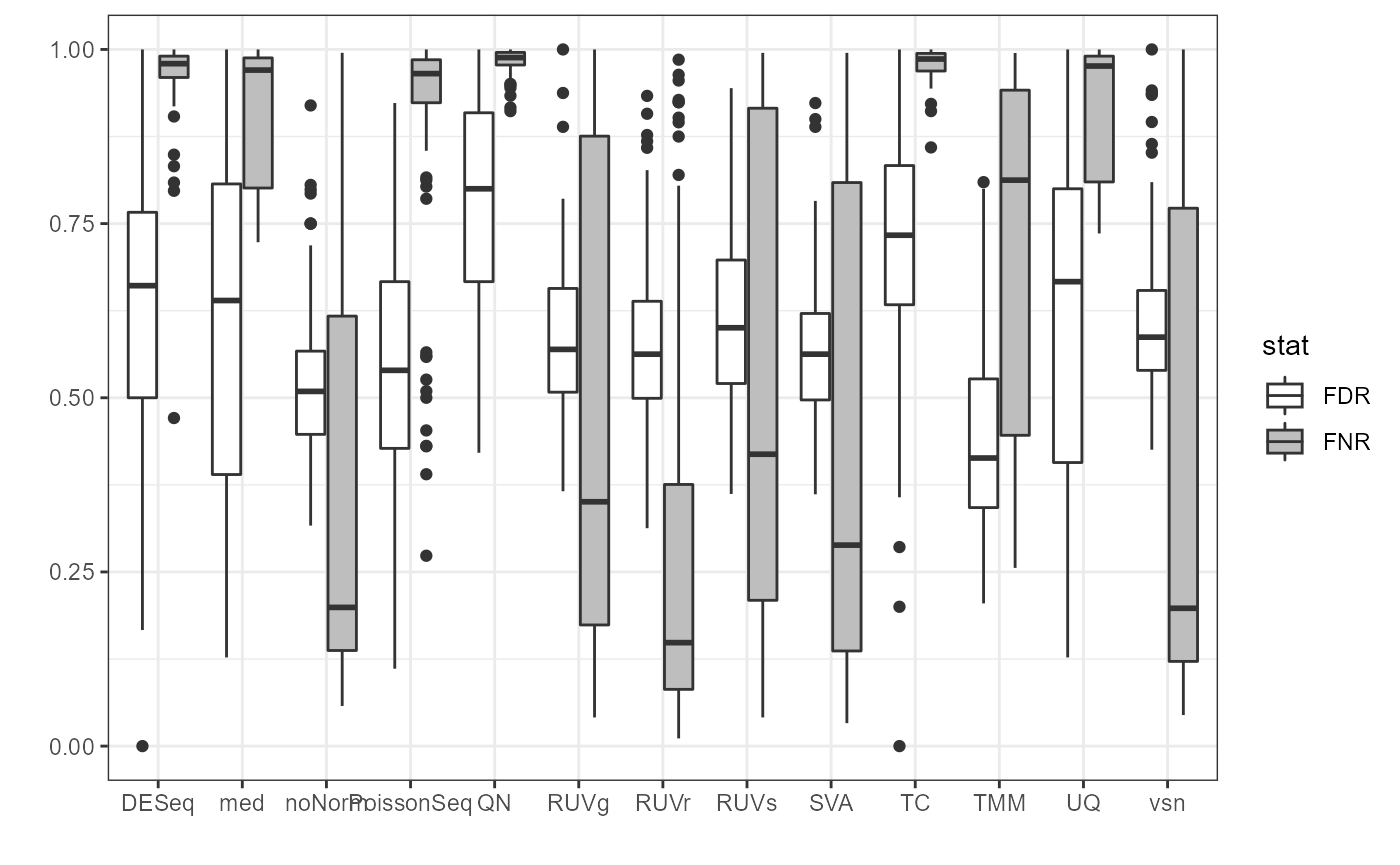 1.00
0.75
0.50
0.25
0.00
DESeq med noNorm PoissonSeq QN RUVg RUVr RUVs SVA TC TMM UQ vsn
stat
FDR
FNR